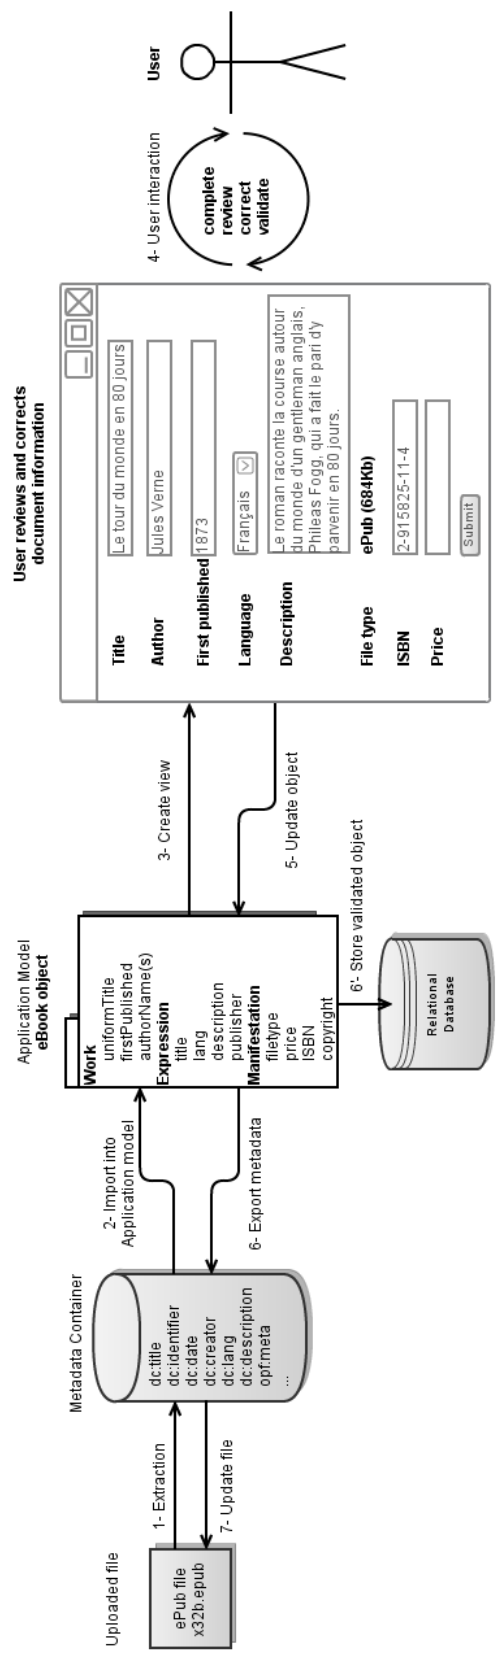 Uploaded file
ePub file
x32b.epub
1- Extraction
7- Update file
Metadata Container
dc:title
dc:identifier
dc:date
dc:creator
dc:lang
dc:description
opf:meta
...
2- Import into
Application model
6- Export metadata
Application Model
eBook object
Work
uniformTitle
firstPublished
authorName(s)
Expression
title
lang
description
publisher
Manifestation
filetype
price
ISBN
copyright
6'- Store validated object
Relational
Database
3- Create view
5- Update object
User reviews and corrects
document information
Title Le tour du monde en 80 jours
Author Jules Verne
First published 1873
Language Français
Description Le roman raconte la course autour
du monde d'un gentleman anglais,
Phileas Fogg, qui a fait le pari d'y
parvenir en 80 jours.
File type ePub (684Kb)
ISBN 2-915825-11-4
Price
Submit
4- User interaction
complete
review
correct
validate
User